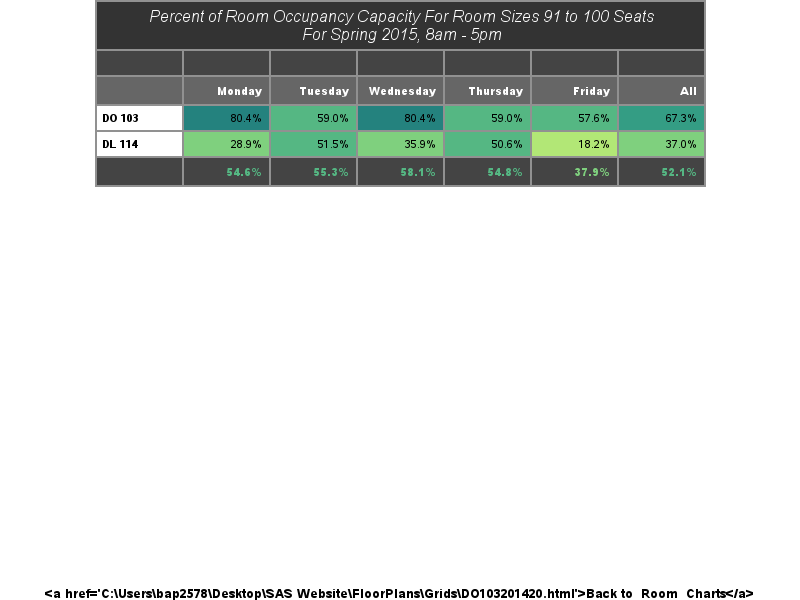 Percent of Room Occupancy Capacity For Room Sizes 91 to 100 Seats
For Spring 2015, 8am - 5pm
Monday Tuesday Wednesday Thursday Friday All
DO 103 80.4% 59.0% 80.4% 59.0% 57.6% 67.3%
DL 114 28.9% 51.5% 35.9% 50.6% 18.2% 37.0%
54.6% 55.3% 58.1% 54.8% 37.9% 52.1%
<a href='C:\Users\bap2578\Desktop\SAS Website\FloorPlans\Grids\DO103201420.html'>Back to Room Charts</a>